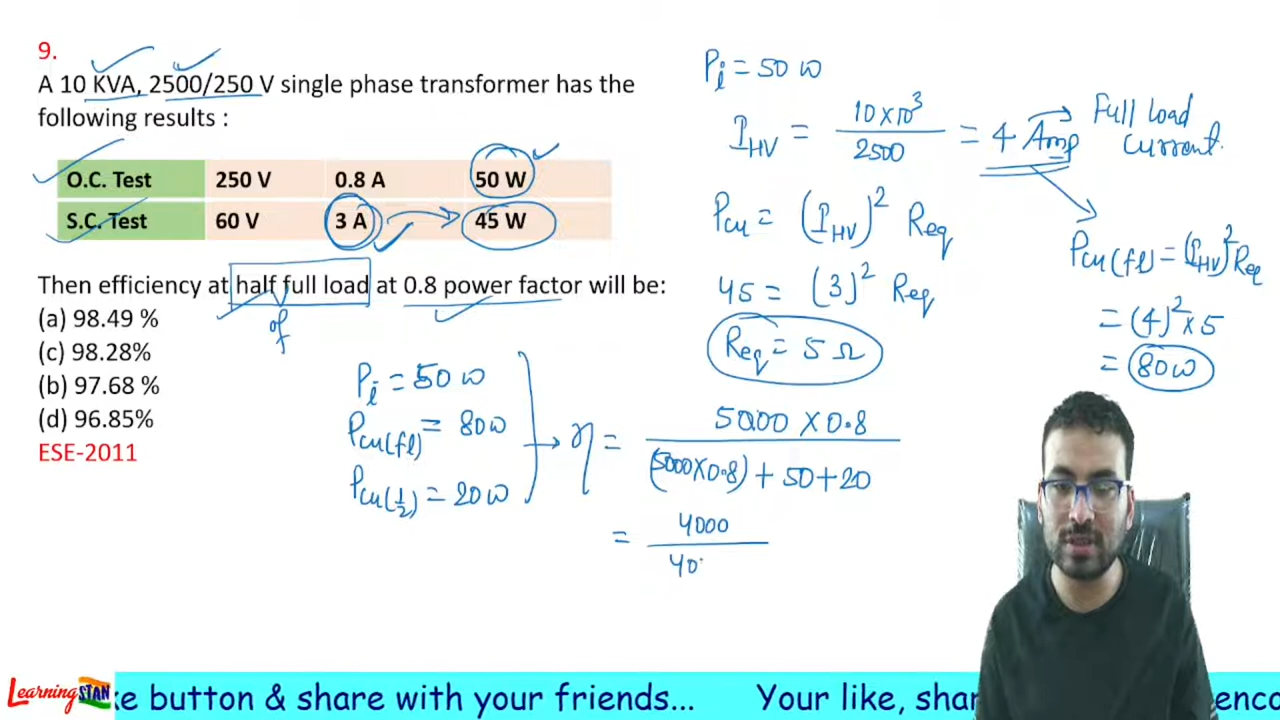 9.
A 10 KVA, 2500/250 V single phase transformer has the
following results :
O.C. Test 250 V 0.8 A 50 W
S.C. Test 60 V 3 A 45 W
Then efficiency at half full load at 0.8 power factor will be:
of
(a) 98.49 %
(c) 98.28%
(b) 97.68 %
(d) 96.85%
ESE-2011
Pi = 50 W
Pcu(fl) = 80W
Pcu(1/2) = 20W
Pi = 50 W
IHV = 10×10³ / 2500 = 4 Amp
Full load
current.
Pcu = (IHV)² Req
45 = (3)² Req
Req = 5 Ω
Pcu(fl) = (IHV)² Req
= (4)² × 5
= 80W
η = 5000 × 0.8 / (5000×0.8) + 50 + 20
= 4000 / 40
LearningSTAN
ke button & share with your friends... Your like, shar enco